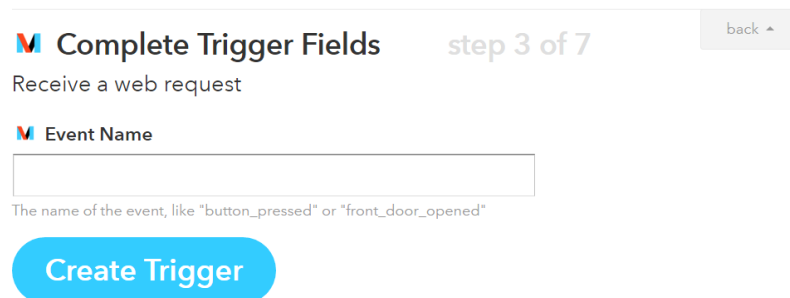 back
Complete Trigger Fields step 3 of 7
Receive a web request
Event Name
The name of the event, like "button_pressed" or "front_door_opened"
Create Trigger